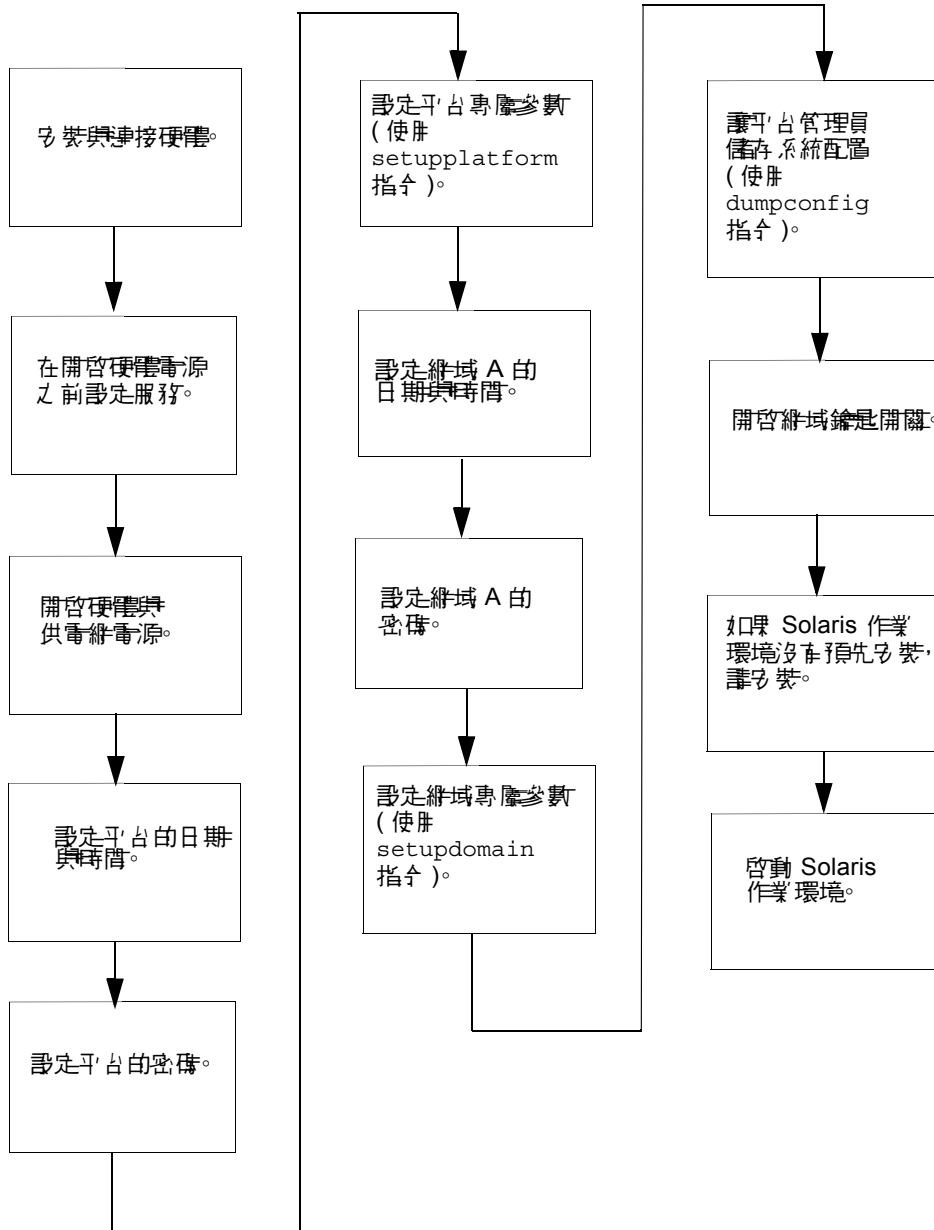 安裝與連接硬體。
在開啟硬體電源
之前設定服務。
開啟硬體與
供電網電源。
設定平台的日期
與時間。
設定平台的密碼。
設定平台專屬參數
( 使用
setupplatform
指令 )。
設定網域 A 的
日期與時間。
設定網域 A 的
密碼。
設定網域專屬參數
( 使用
setupdomain
指令 )。
讓平台管理員
儲存系統配置
( 使用
dumpconfig
指令 )。
開啟網域鑰匙開關。
如果 Solaris 作業
環境沒有預先安裝，
請安裝。
啟動 Solaris
作業環境。